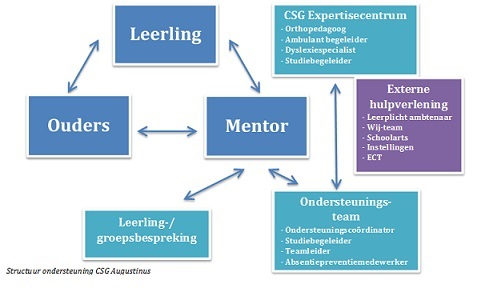 Leerling
CSG Expertisecentrum
- Orthopedagoog
- Ambulant begeleider
- Dyslexiespecialist
- Studiebegeleider
Ouders
Mentor
Externe
hulpverlening
- Leerplicht ambtenaar
- Wij-team
- Schoolarts
- Instellingen
- ECT
Leerling-/
groepsbespreking
Ondersteunings-
team
- Ondersteuningscoördinator
- Studiebegeleider
- Teamleider
- Absentiepreventiemedewerker
Structuur ondersteuning CSG Augustinus